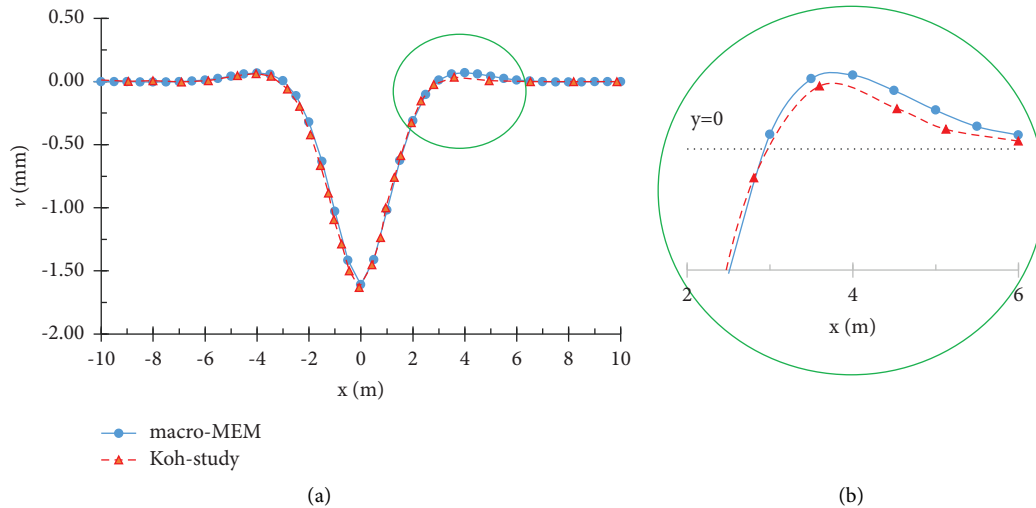 0.50
0.00
-0.50
-1.00
-1.50
-2.00
v (mm)
-10 -8 -6 -4 -2 0 2 4 6 8 10
x (m)
macro-MEM
Koh-study
(a)
y=0
2 4 6
x (m)
(b)